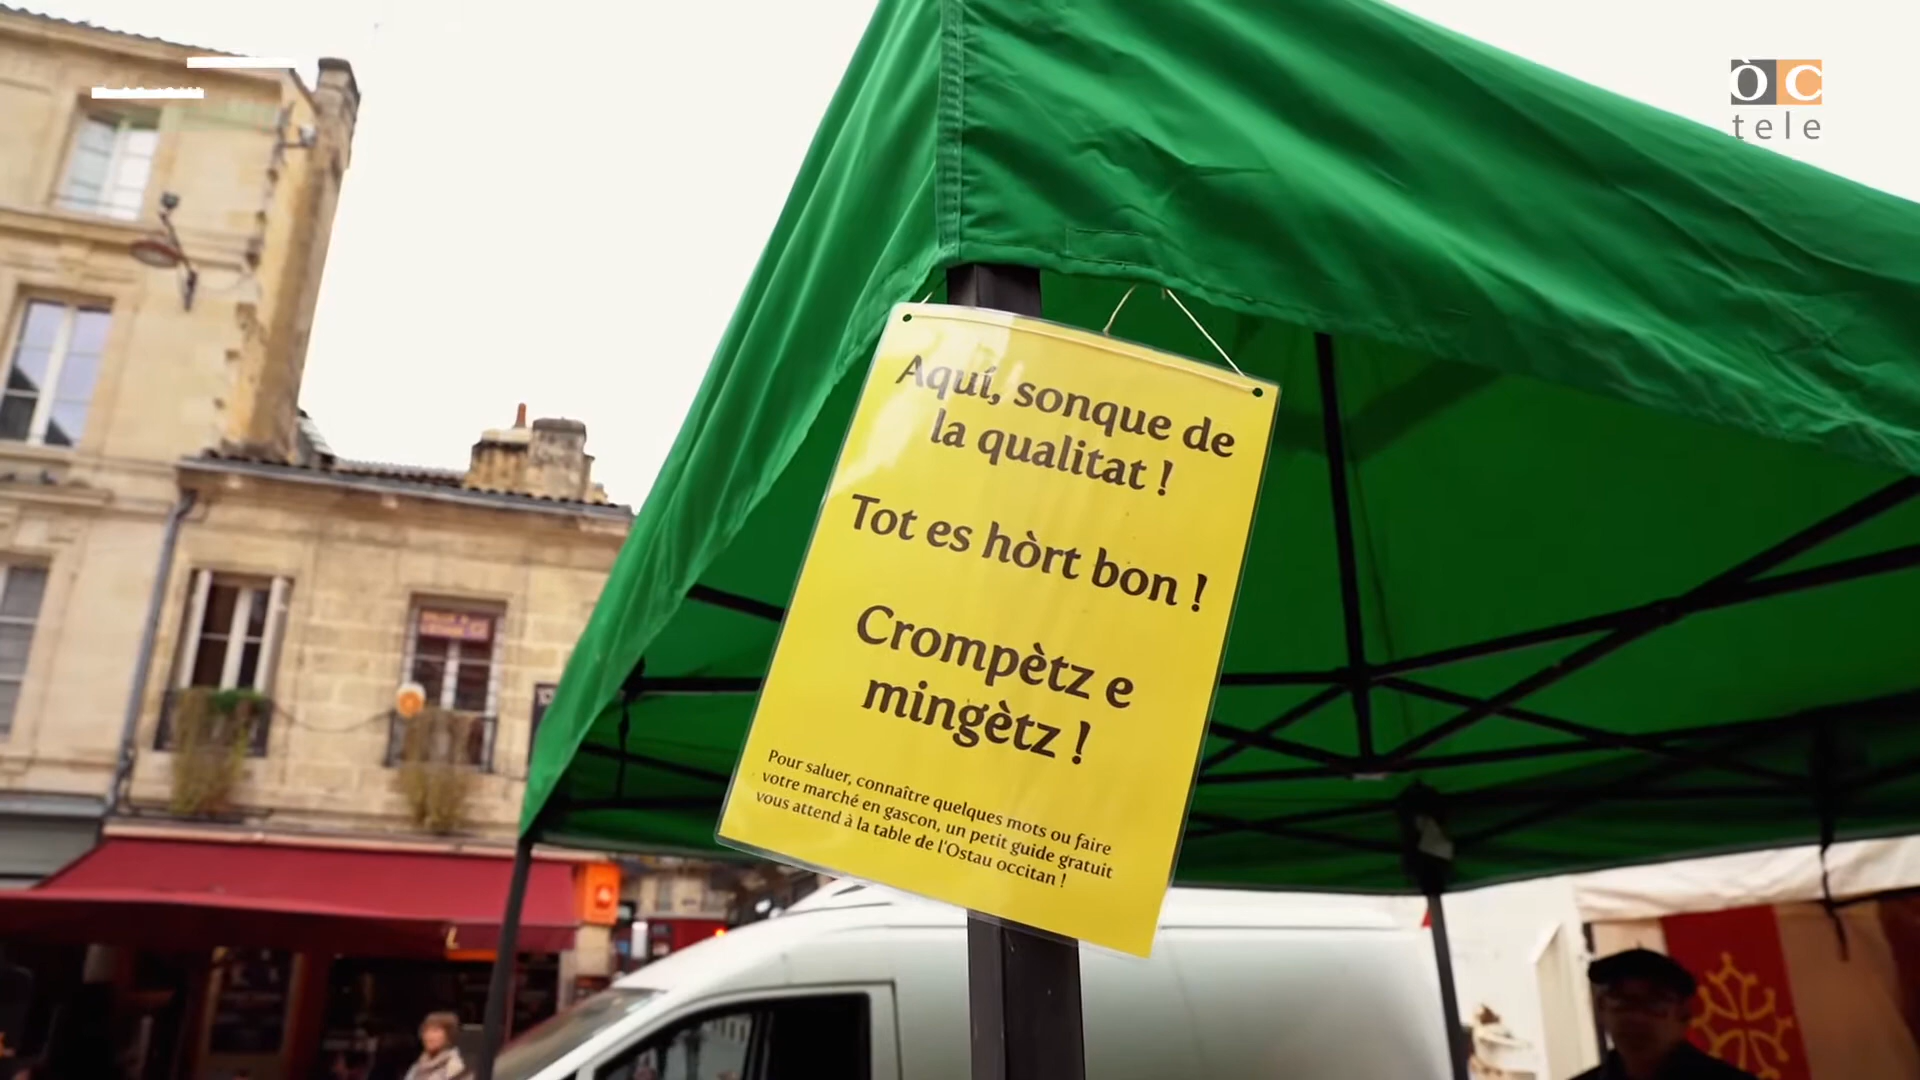 Òc
tele
Aquí, sonque de
la qualitat !
Tot es hòrt bon !
Crompètz e
mingètz !
Pour saluer, connaître quelques mots ou faire
votre marché en gascon, un petit guide gratuit
vous attend à la table de l'Ostau occitan !